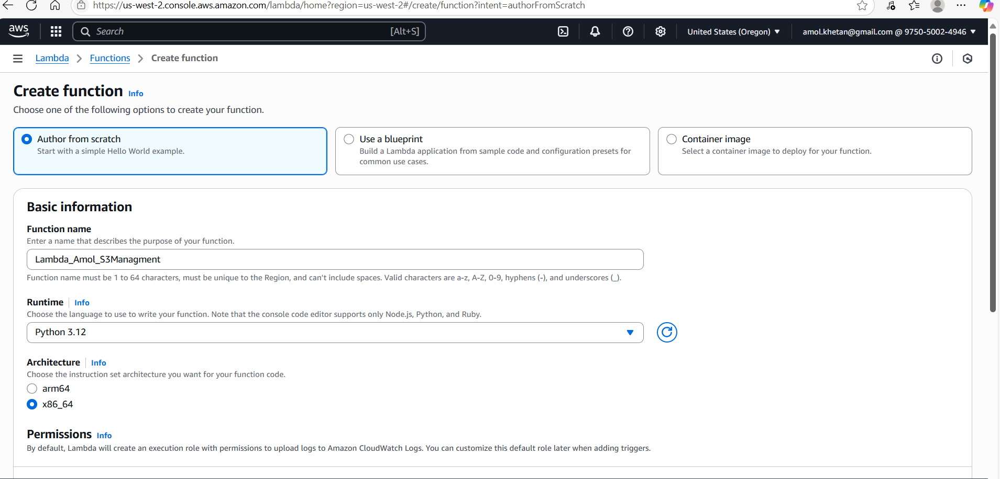 https://us-west-2.console.aws.amazon.com/lambda/home?region=us-west-2#/create/function?intent=authorFromScratch
aws
Search [Alt+S] United States (Oregon) amol.khetan@gmail.com @ 9750-5002-4946
Lambda Functions Create function
Create function Info
Choose one of the following options to create your function.
Author from scratch
Start with a simple Hello World example.
Use a blueprint
Build a Lambda application from sample code and configuration presets for
common use cases.
Container image
Select a container image to deploy for your function.
Basic information
Function name
Enter a name that describes the purpose of your function.
Lambda_Amol_S3Managment
Function name must be 1 to 64 characters, must be unique to the Region, and can't include spaces. Valid characters are a-z, A-Z, 0-9, hyphens (-), and underscores (_).
Runtime Info
Choose the language to use to write your function. Note that the console code editor supports only Node.js, Python, and Ruby.
Python 3.12
Architecture Info
Choose the instruction set architecture you want for your function code.
arm64
x86_64
Permissions Info
By default, Lambda will create an execution role with permissions to upload logs to Amazon CloudWatch Logs. You can customize this default role later when adding triggers.